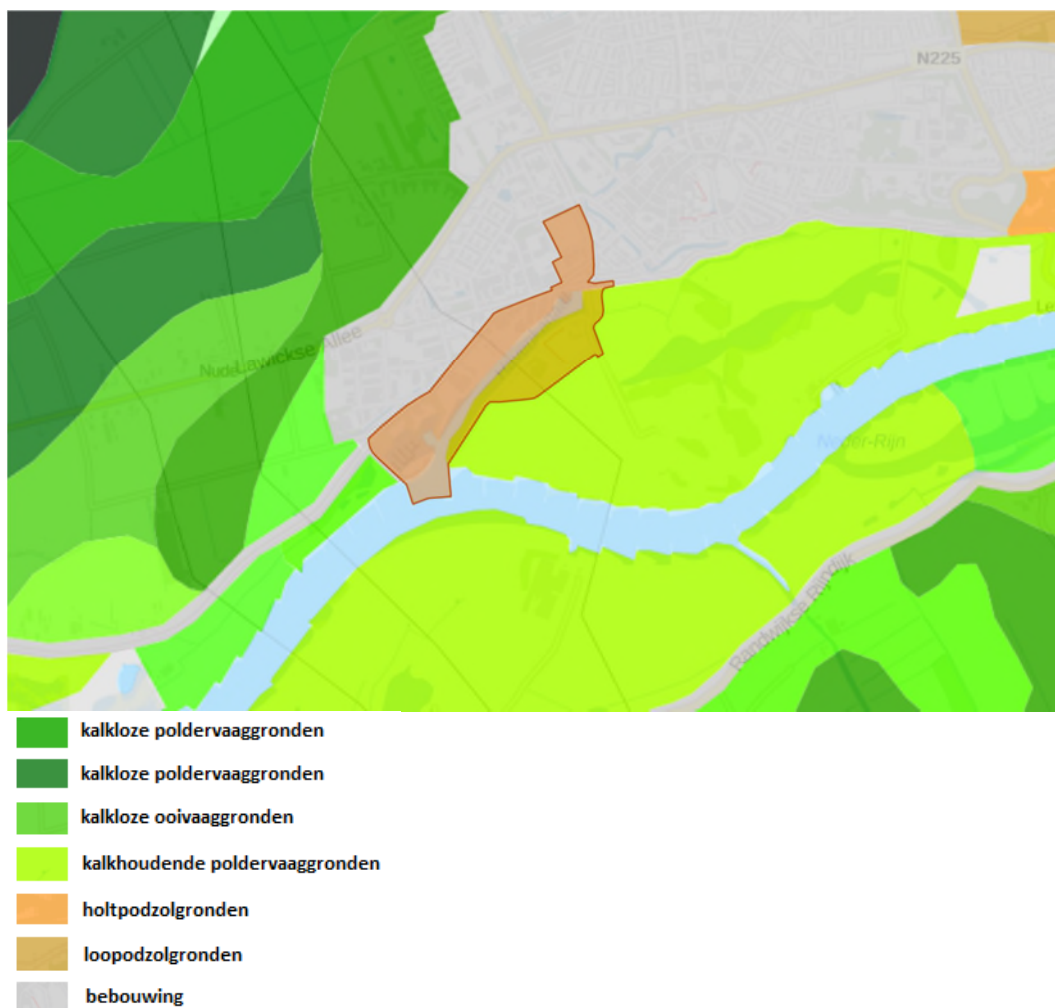 N225
Nude
Lawickse Allee
Le
Neder-Rijn
Randwijkse Rijndijk
kalkloze poldervaaggronden
kalkloze poldervaaggronden
kalkloze ooivaaggronden
kalkhoudende poldervaaggronden
holtpodzolgronden
loopodzolgronden
bebouwing